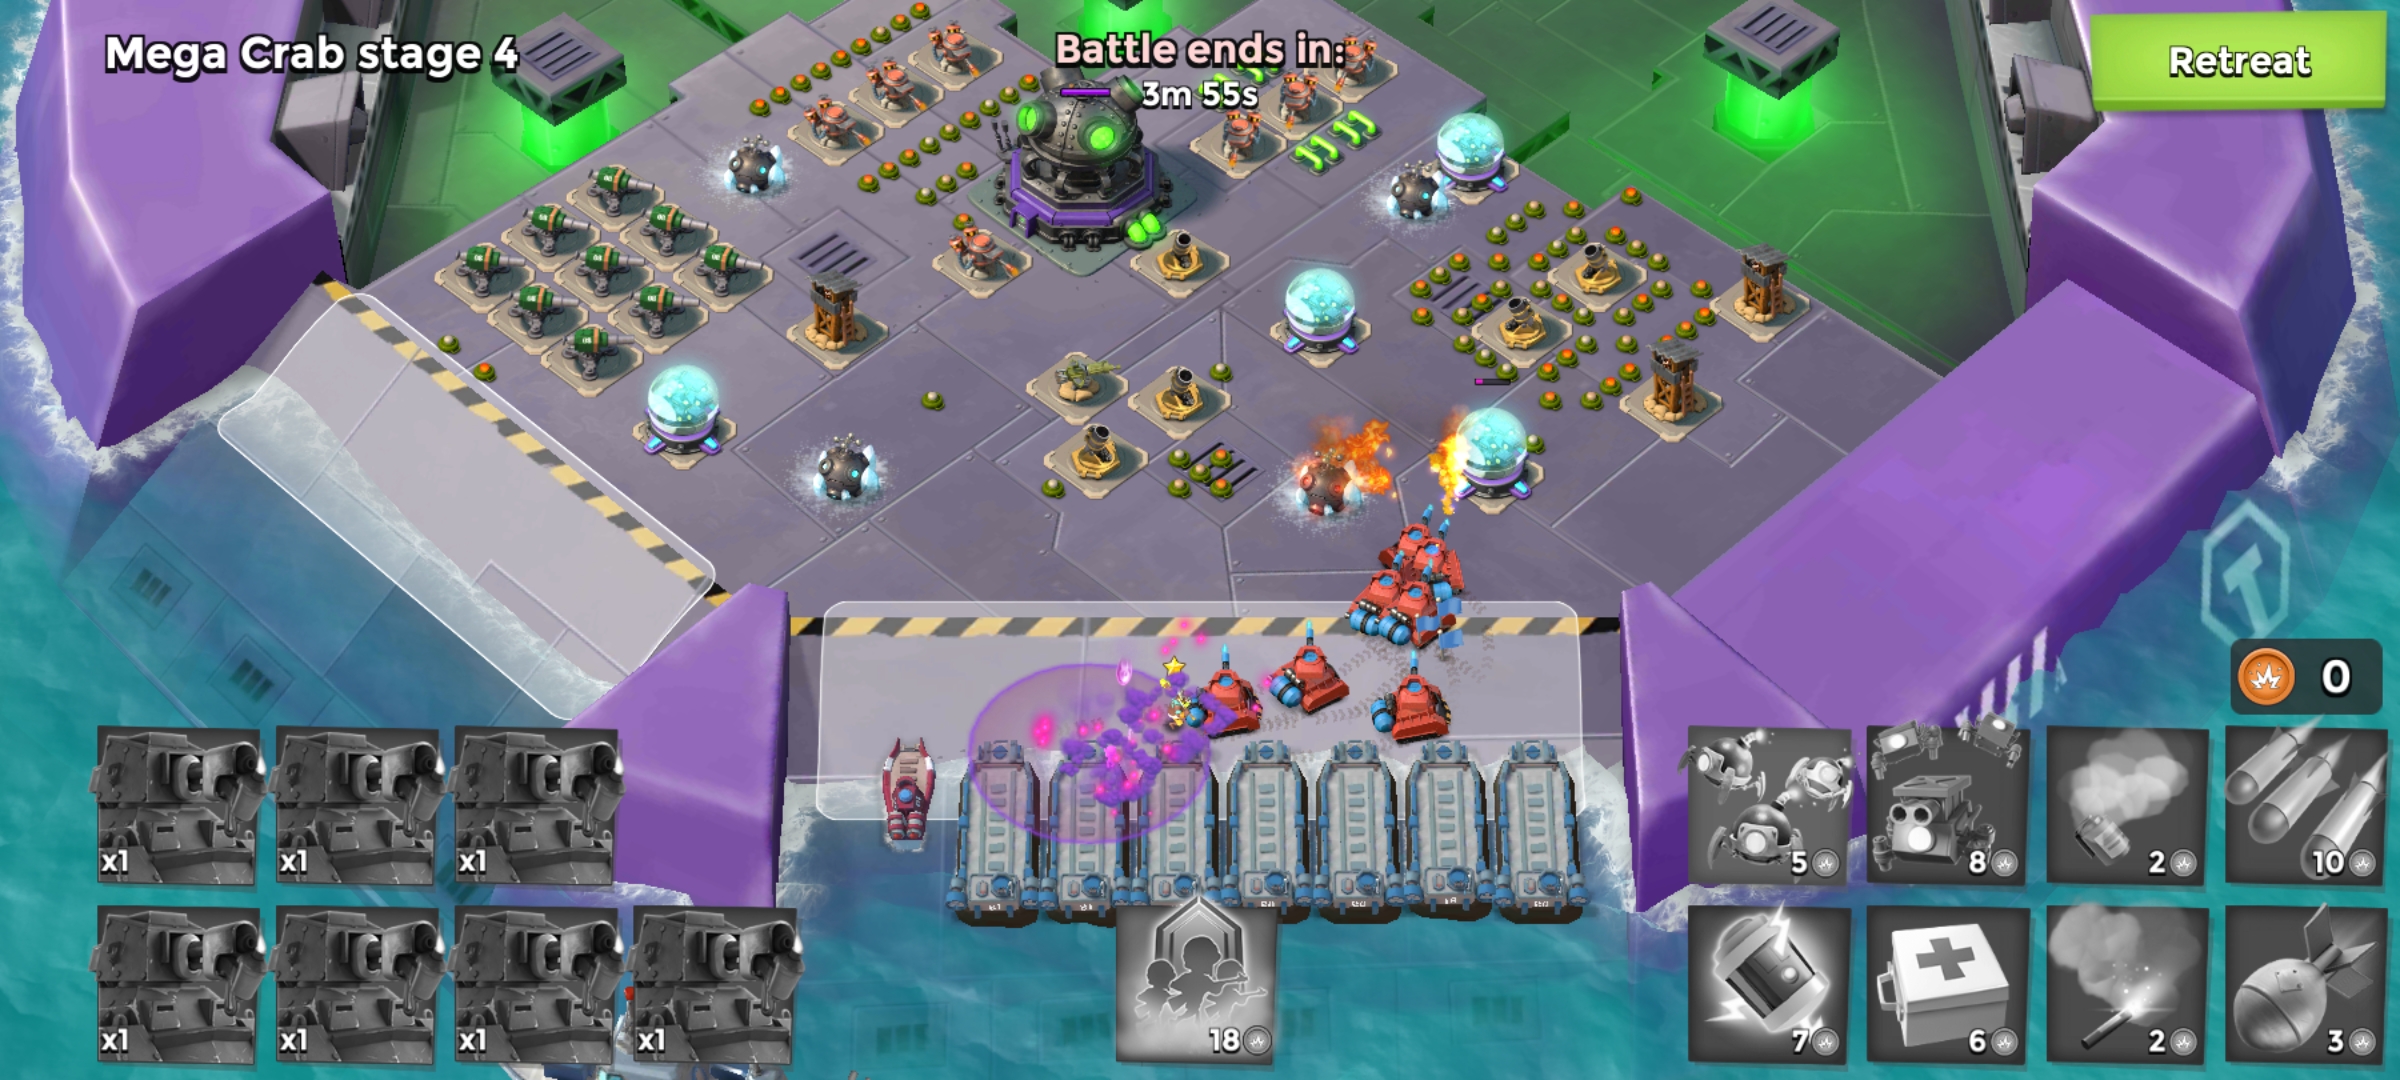 Mega Crab stage 4
Battle ends in:
3m 55s
Retreat
0
x1
x1
x1
5
8
2
10
x1
x1
x1
x1
18
7
6
2
3